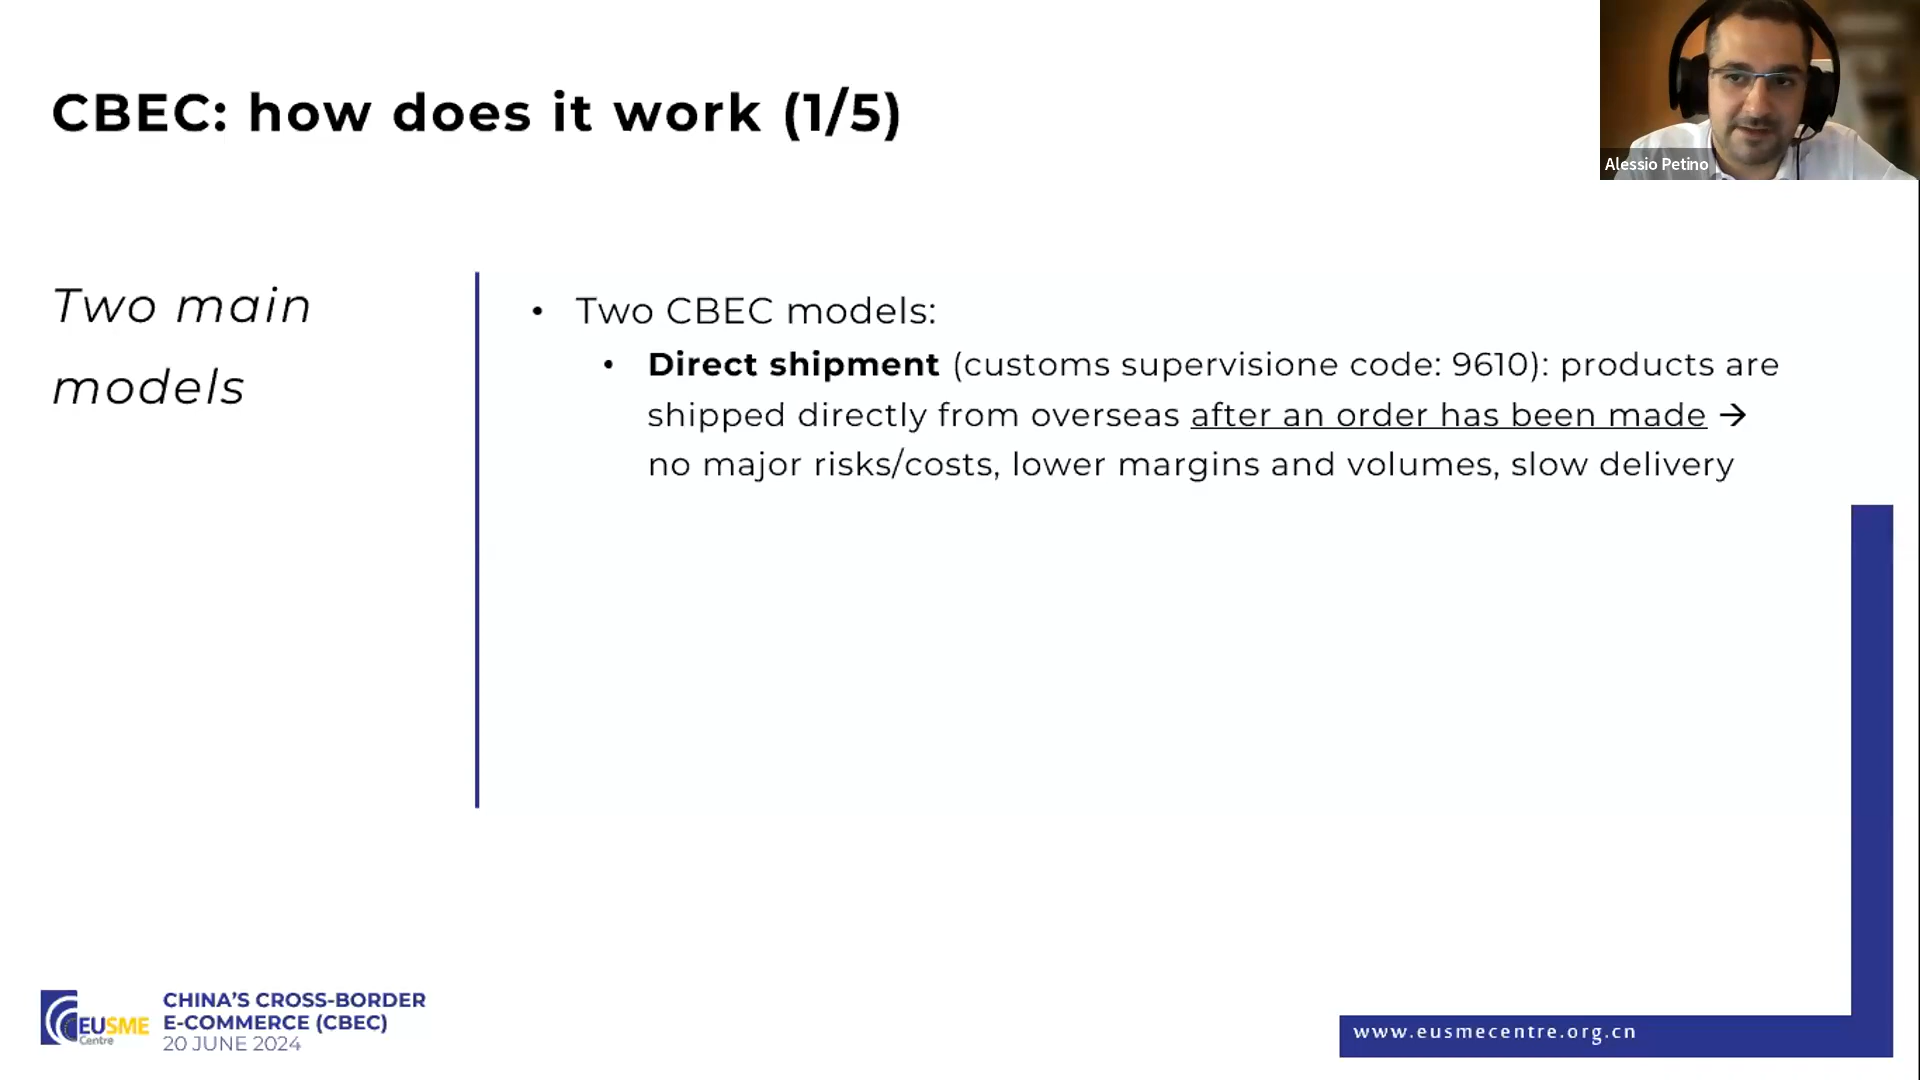 CBEC: how does it work (1/5)
Alessio Petino
Two main
models
• Two CBEC models:
• Direct shipment (customs supervisione code: 9610): products are
shipped directly from overseas after an order has been made →
no major risks/costs, lower margins and volumes, slow delivery
EUSME
Centre
CHINA'S CROSS-BORDER
E-COMMERCE (CBEC)
20 JUNE 2024
www.eusmecentre.org.cn